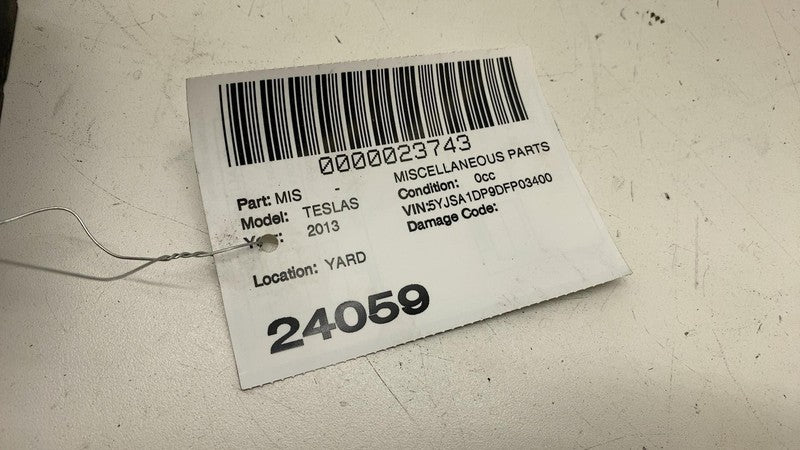 0000023743
Part: MIS - MISCELLANEOUS PARTS
Model: TESLAS Condition: 0cc
2013 VIN:5YJSA1DP9DFP03400
Damage Code:
Location: YARD
24059